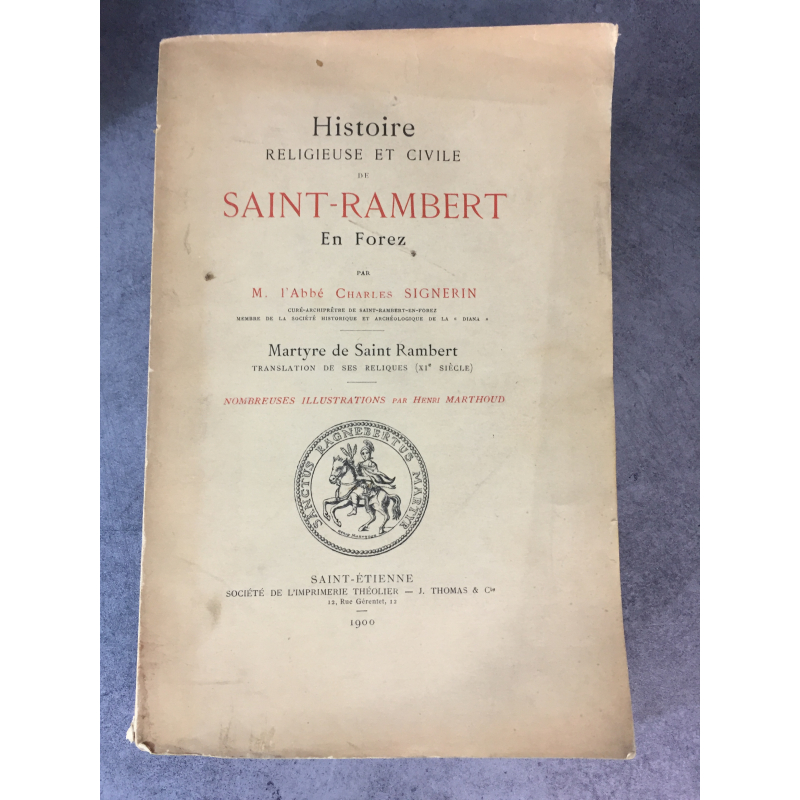 Histoire
RELIGIEUSE ET CIVILE
DE
SAINT-RAMBERT
En Forez
PAR
M. l'Abbé CHARLES SIGNERIN
CURÉ-ARCHIPRÊTRE DE SAINT-RAMBERT-EN-FOREZ
MEMBRE DE LA SOCIÉTÉ HISTORIQUE ET ARCHÉOLOGIQUE DE LA « DIANA »
Martyre de Saint Rambert
TRANSLATION DE SES RELIQUES (XIe SIÈCLE)
NOMBREUSES ILLUSTRATIONS PAR HENRI MARTHOUD
SANCTUS RAGNEBERTUS MARTYR
SAINT-ÉTIENNE
SOCIÉTÉ DE L'IMPRIMERIE THÉOLIER — J. THOMAS & Cie
12, Rue Gérentet, 12
1900